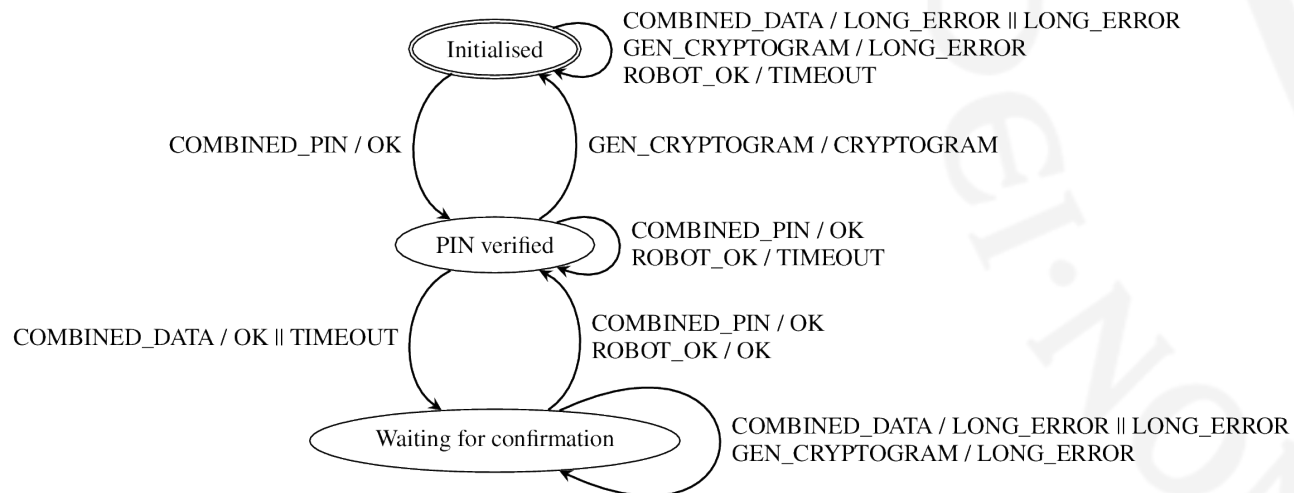 Initialised
COMBINED_DATA / LONG_ERROR || LONG_ERROR
GEN_CRYPTOGRAM / LONG_ERROR
ROBOT_OK / TIMEOUT
COMBINED_PIN / OK
GEN_CRYPTOGRAM / CRYPTOGRAM
PIN verified
COMBINED_PIN / OK
ROBOT_OK / TIMEOUT
COMBINED_DATA / OK || TIMEOUT
COMBINED_PIN / OK
ROBOT_OK / OK
Waiting for confirmation
COMBINED_DATA / LONG_ERROR || LONG_ERROR
GEN_CRYPTOGRAM / LONG_ERROR